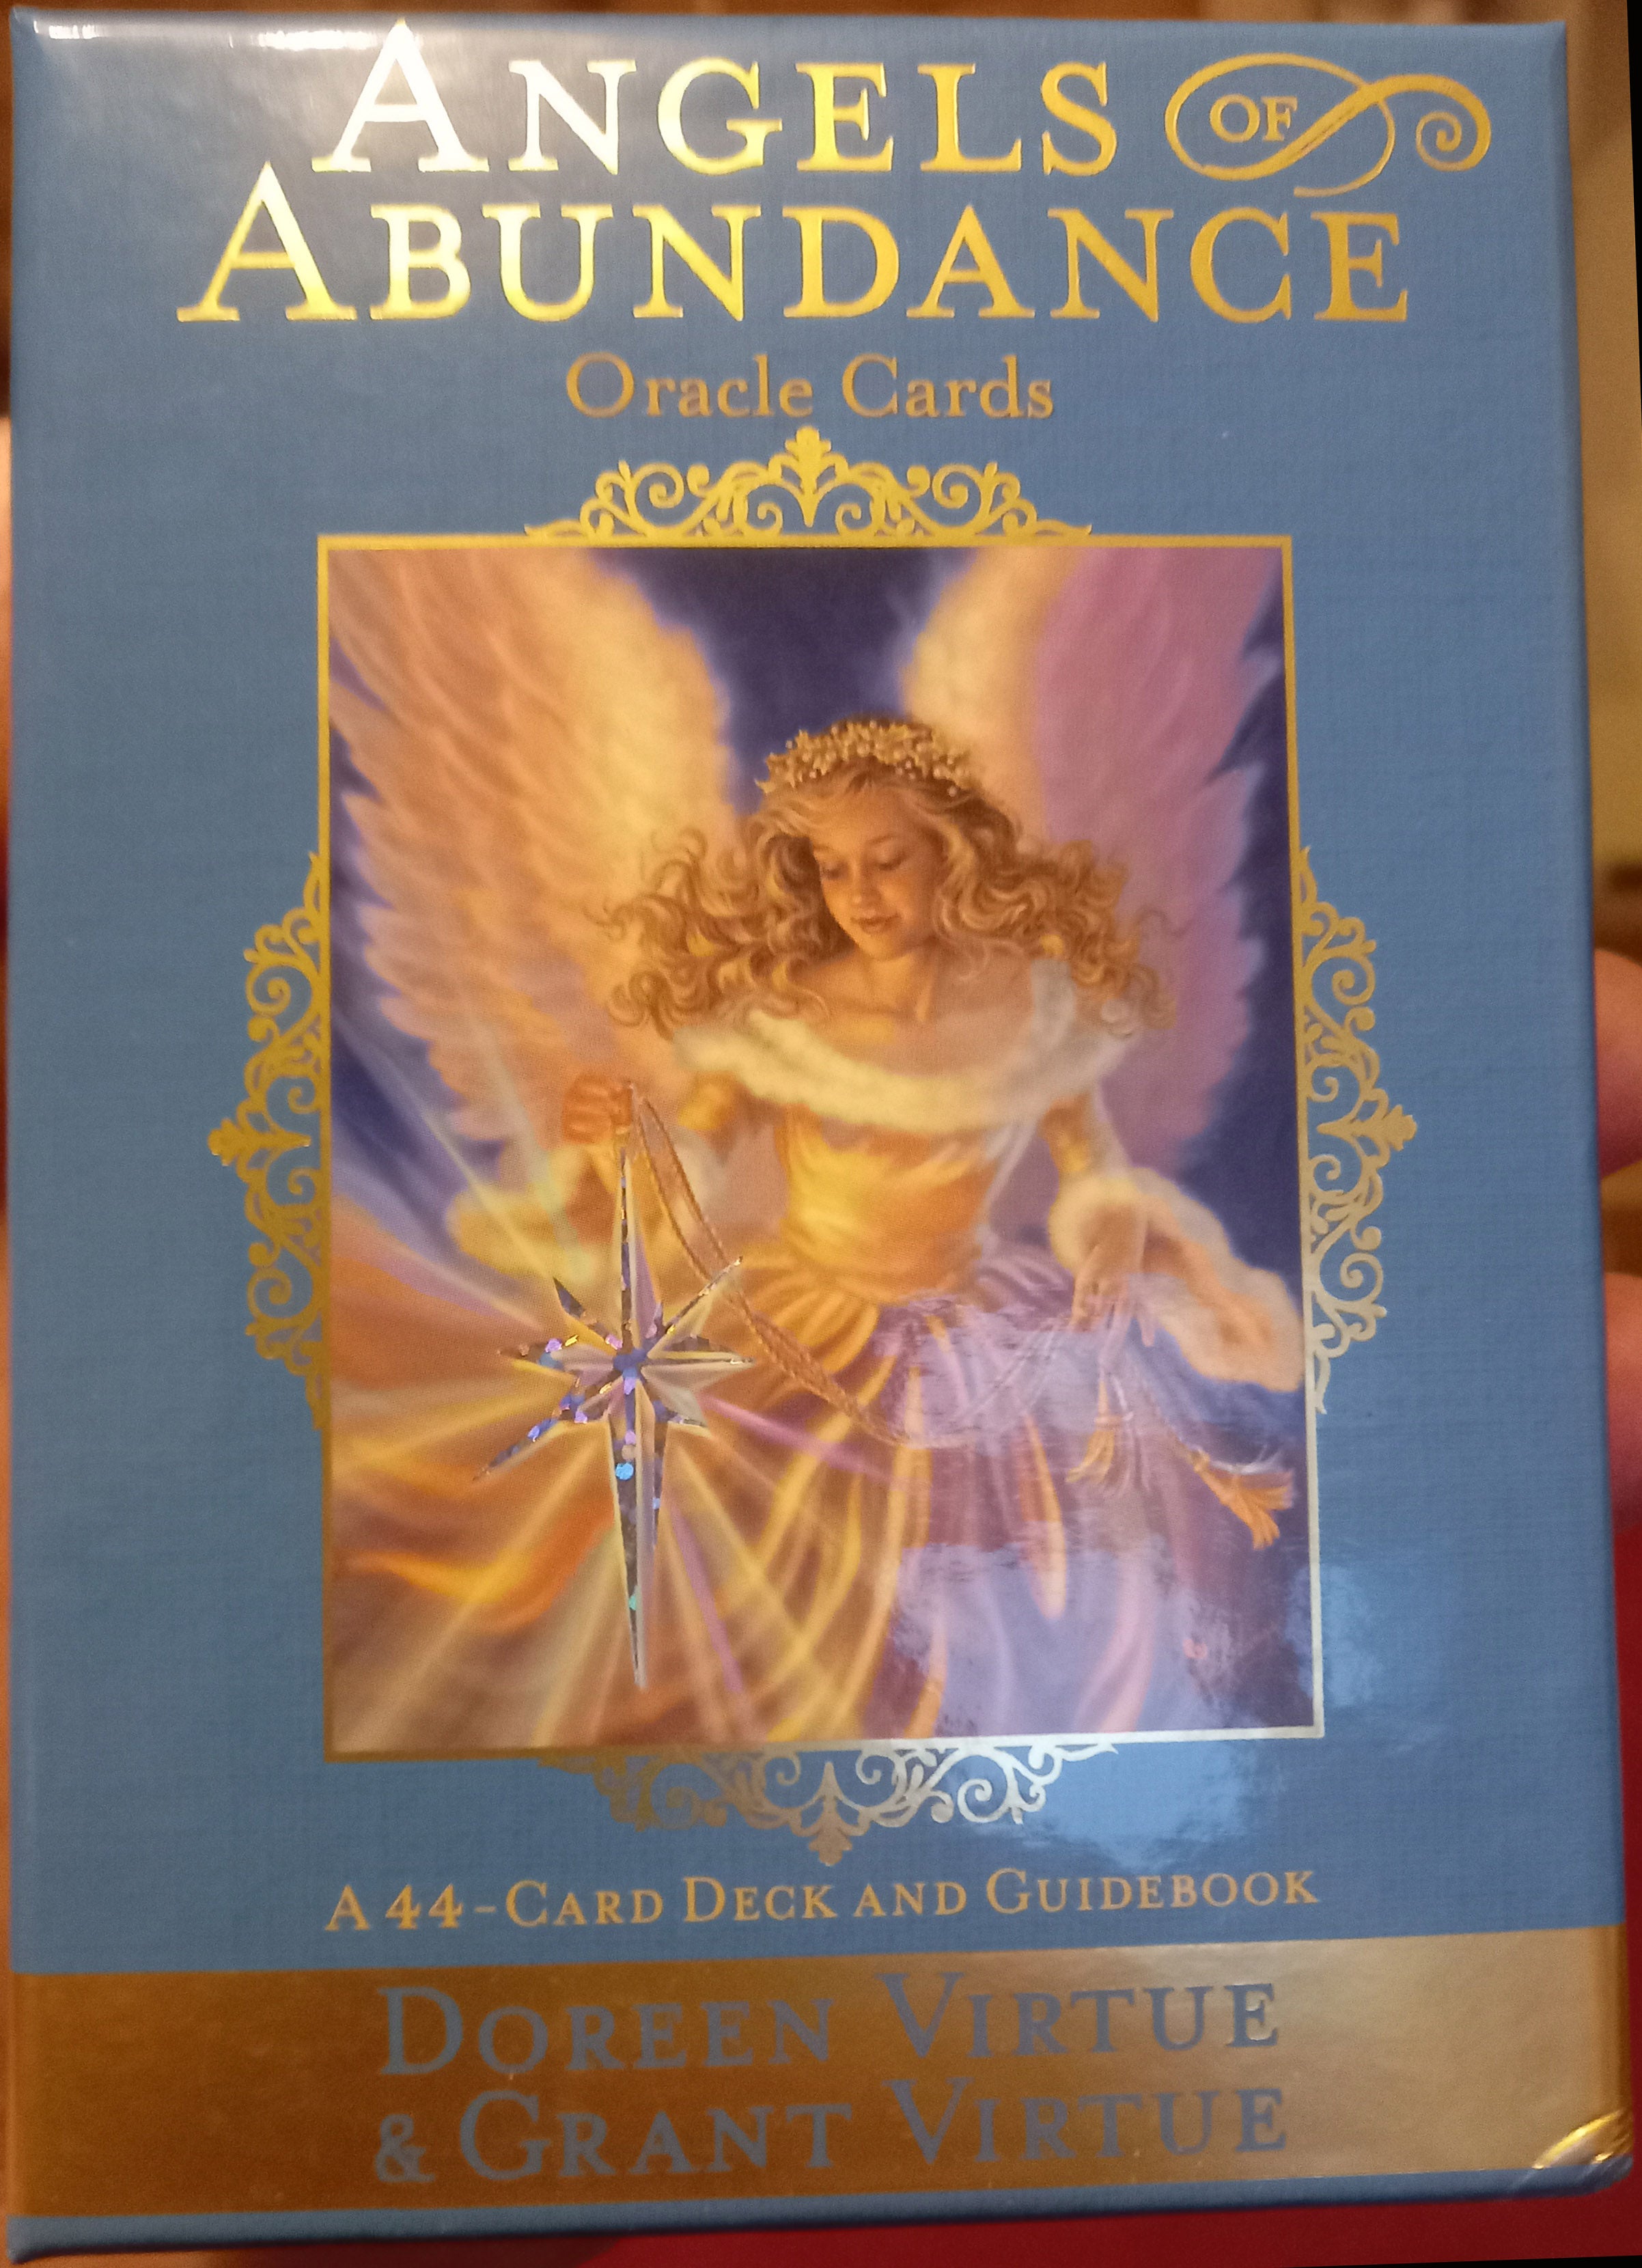 ANGELS OF
ABUNDANCE
Oracle Cards
A 44-CARD DECK AND GUIDEBOOK
DOREEN VIRTUE
& GRANT VIRTUE